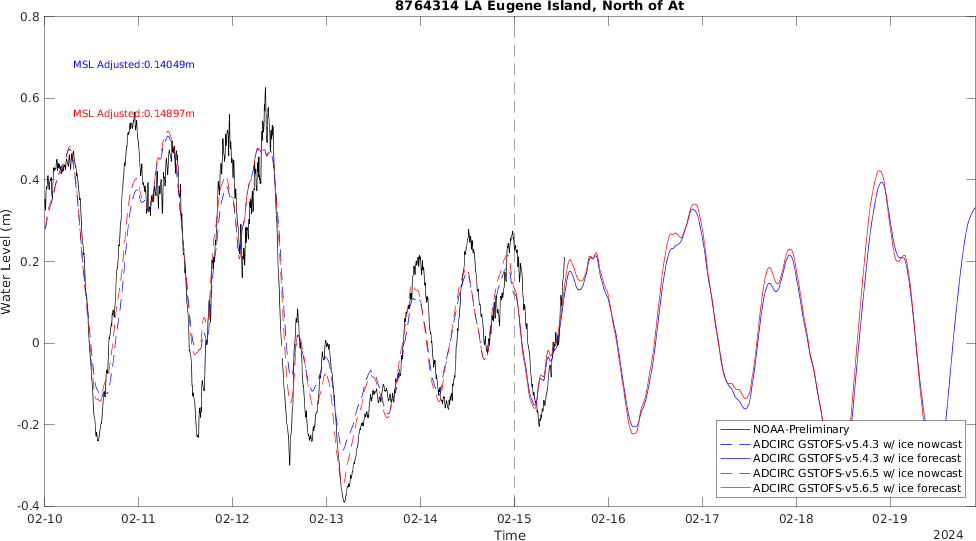 8764314 LA Eugene Island, North of At
MSL Adjusted:0.14049m
MSL Adjusted:0.14897m
Water Level (m)
0.8
0.6
0.4
0.2
0
-0.2
-0.4
NOAA-Preliminary
ADCIRC GSTOFS-v5.4.3 w/ ice nowcast
ADCIRC GSTOFS-v5.4.3 w/ ice forecast
ADCIRC GSTOFS-v5.6.5 w/ ice nowcast
ADCIRC GSTOFS-v5.6.5 w/ ice forecast
02-10 02-11 02-12 02-13 02-14 02-15 02-16 02-17 02-18 02-19
Time
2024